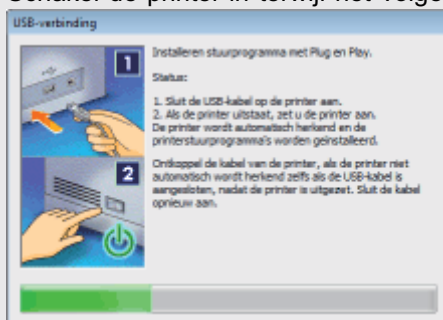 Schakel de printer in terwijl het volge
USB-verbinding
1
Installeren stuurprogramma met Plug en Play.
Status:
1. Sluit de USB-kabel op de printer aan.
2. Als de printer uitstaat, zet u de printer aan.
De printer wordt automatisch herkend en de
printerstuurprogramma's worden geïnstalleerd.
2
Ontkoppel de kabel van de printer, als de printer niet
automatisch wordt herkend zelfs als de USB-kabel is
aangesloten, nadat de printer is uitgezet. Sluit de kabel
opnieuw aan.